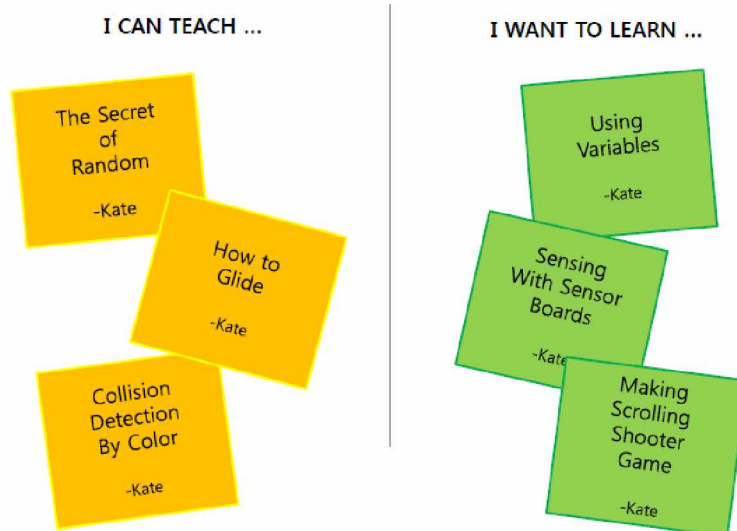 I CAN TEACH ...
The Secret
of
Random
-Kate
How to
Glide
-Kate
Collision
Detection
By Color
-Kate
I WANT TO LEARN ...
Using
Variables
-Kate
Sensing
With Sensor
Boards
-Kate
Making
Scrolling
Shooter
Game
-Kate